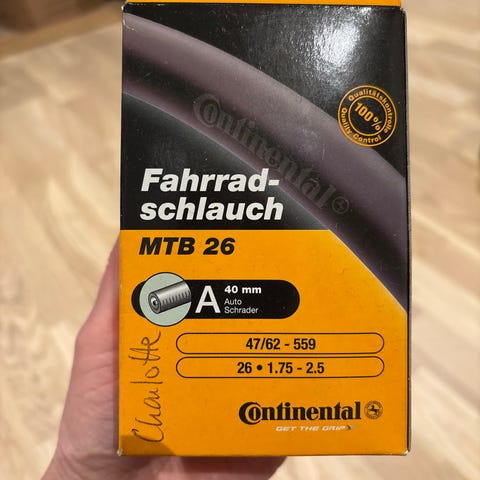 Continental
Qualitätskontrolle
100%
Quality Control
Fahrrad-
schlauch
MTB 26
A
40 mm
Auto
Schrader
47/62 - 559
26 • 1.75 - 2.5
Charlotte
Continental
GET THE GRIP